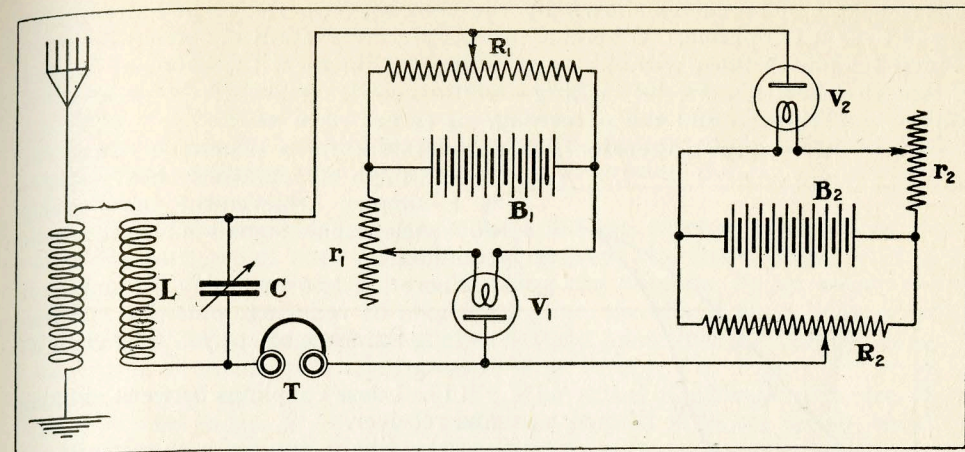 R₁
V₂
r₂
B₁
B₂
r₁
L
C
V₁
T
R₂